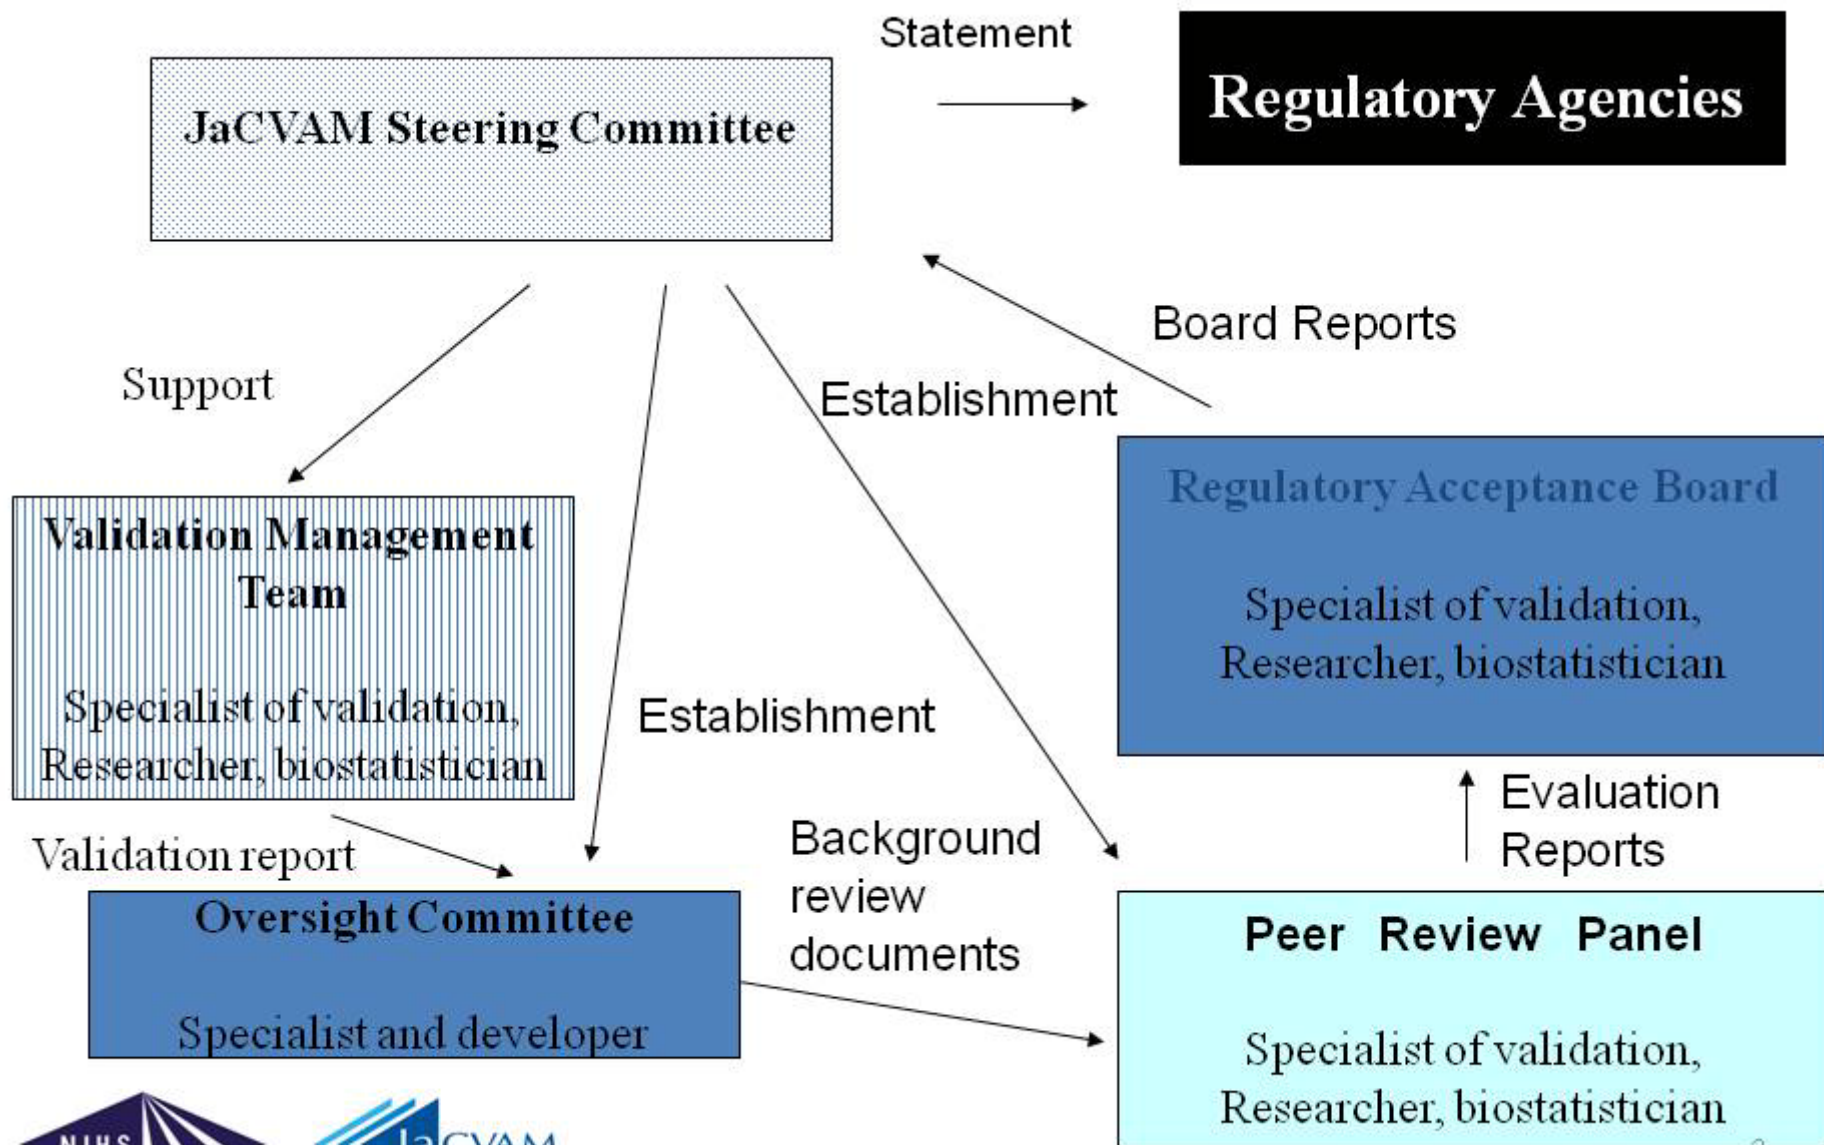 Statement
Regulatory Agencies
JaCVAM Steering Committee
Board Reports
Support
Establishment
Regulatory Acceptance Board
Specialist of validation,
Researcher, biostatistician
Validation Management
Team
Specialist of validation,
Researcher, biostatistician
Establishment
Evaluation
Reports
Background
review
documents
Validation report
Oversight Committee
Specialist and developer
Peer Review Panel
Specialist of validation,
Researcher, biostatistician
NIHS
JaCVAM